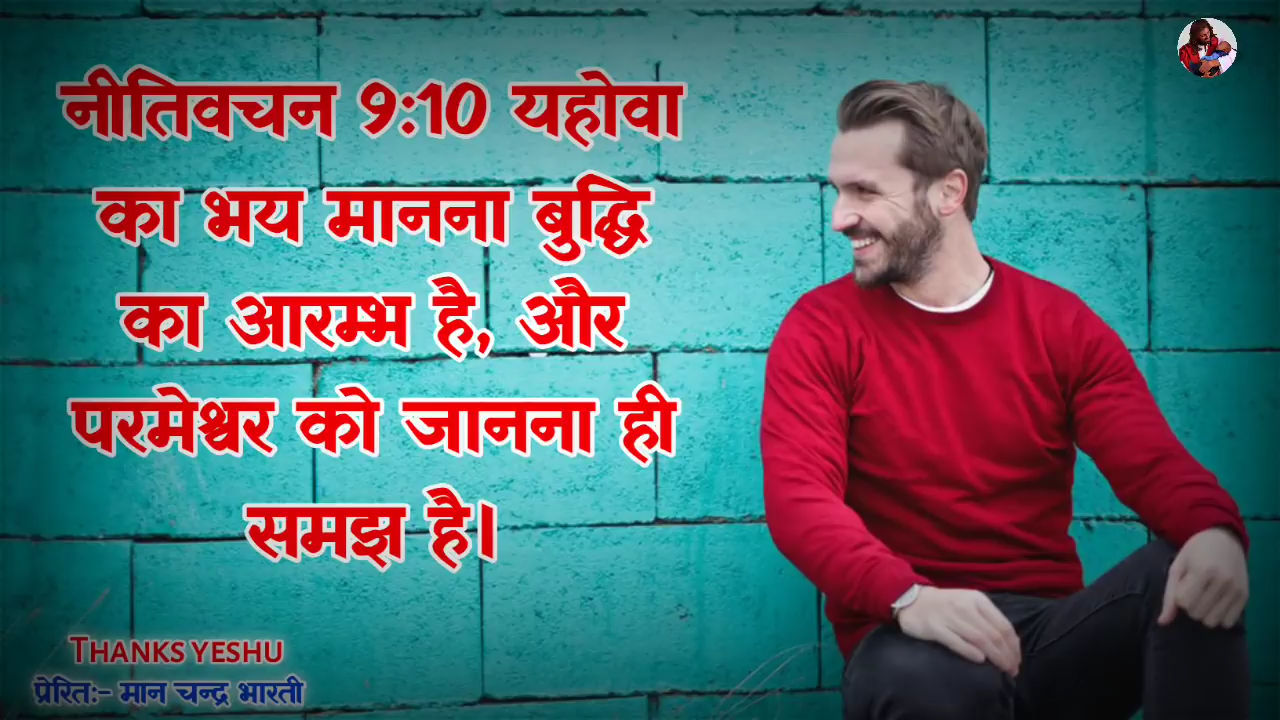 नीतिवचन 9:10 यहोवा
का भय मानना बुद्धि
का आरम्भ है, और
परमेश्वर को जानना ही
समझ है।
THANKS YESHU
प्रेरितः- मान चन्द्र भारती